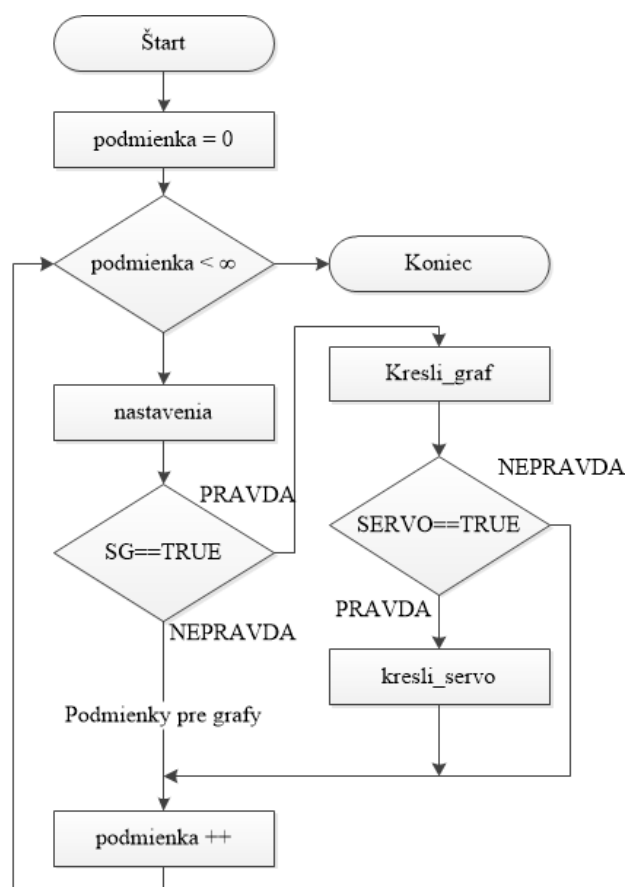 Štart
podmienka = 0
podmienka < ∞
Koniec
nastavenia
Kresli_graf
PRAVDA
NEPRAVDA
SG==TRUE
SERVO==TRUE
NEPRAVDA
PRAVDA
kresli_servo
Podmienky pre grafy
podmienka ++